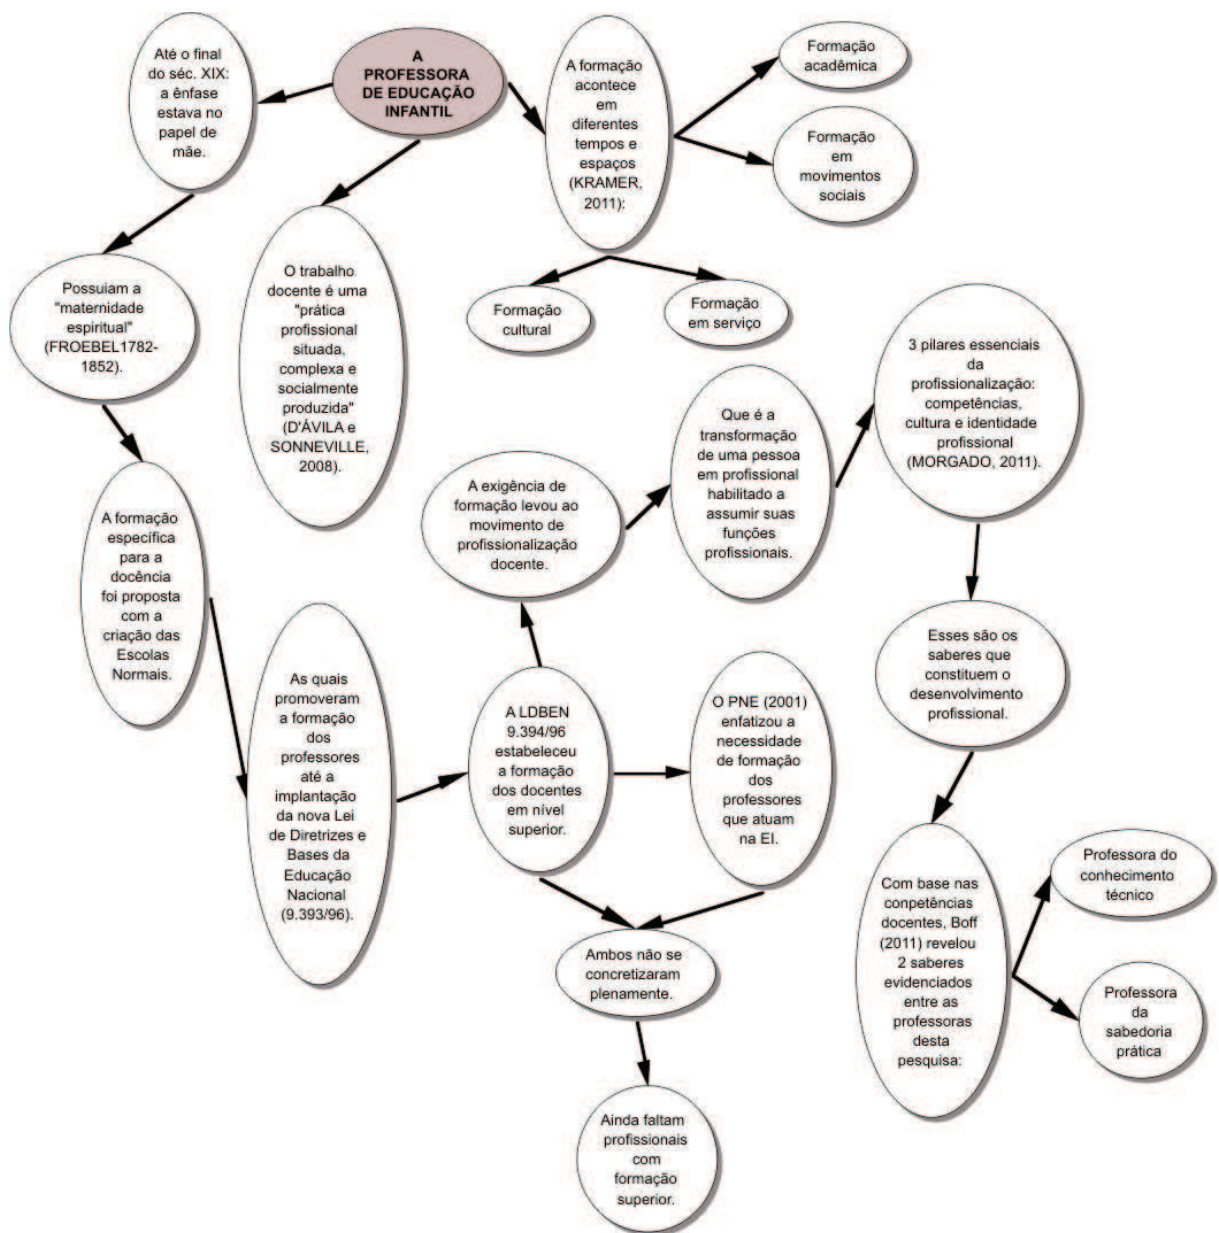 A
PROFESSORA
DE EDUCAÇÃO
INFANTIL
Até o final
do séc. XIX:
a ênfase
estava no
papel de
mãe.
A formação
acontece
em
diferentes
tempos e
espaços
(KRAMER,
2011):
Formação
acadêmica
Formação
em
movimentos
sociais
Formação
cultural
Formação
em serviço
Possuiam a
"maternidade
espiritual"
(FROEBEL1782-
1852).
O trabalho
docente é uma
"prática
profissional
situada,
complexa e
socialmente
produzida"
(D'ÁVILA e
SONNEVILLE,
2008).
A formação
específica
para a
docência
foi proposta
com a
criação das
Escolas
Normais.
As quais
promoveram
a formação
dos
professores
até a
implantação
da nova Lei
de Diretrizes e
Bases da
Educação
Nacional
(9.393/96).
A LDBEN
9.394/96
estabeleceu
a formação
dos docentes
em nível
superior.
A exigência de
formação levou ao
movimento de
profissionalização
docente.
Que é a
transformação
de uma pessoa
em profissional
habilitado a
assumir suas
funções
profissionais.
3 pilares essenciais
da
profissionalização:
competências,
cultura e identidade
profissional
(MORGADO, 2011).
Esses são os
saberes que
constituem o
desenvolvimento
profissional.
O PNE (2001)
enfatizou a
necessidade
de formação
dos
professores
que atuam
na EI.
Ambos não se
concretizaram
plenamente.
Ainda faltam
profissionais
com
formação
superior.
Com base nas
conpetências
docentes, Boff
(2011) revelou
2 saberes
evidenciados
entre as
professoras
desta
pesquisa:
Professora do
conhecimento
técnico
Professora
da
sabedoria
prática